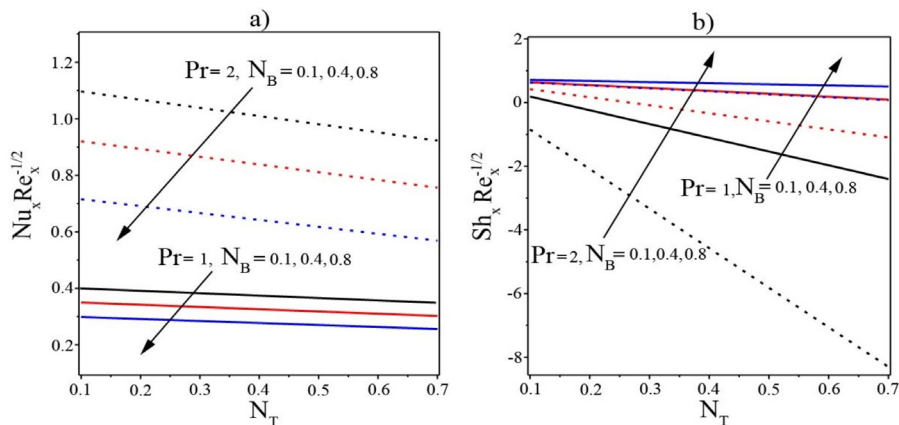 a)
Nu_x Re_x^{-1/2}
1.2
1.0
0.8
0.6
0.4
0.2
Pr= 2, N_B= 0.1, 0.4, 0.8
Pr= 1, N_B= 0.1, 0.4, 0.8
0.1 0.2 0.3 0.4 0.5 0.6 0.7
N_T
b)
Sh_x Re_x^{-1/2}
2
0
-2
-4
-6
-8
Pr= 1, N_B= 0.1, 0.4, 0.8
Pr= 2, N_B= 0.1, 0.4, 0.8
0.1 0.2 0.3 0.4 0.5 0.6 0.7
N_T